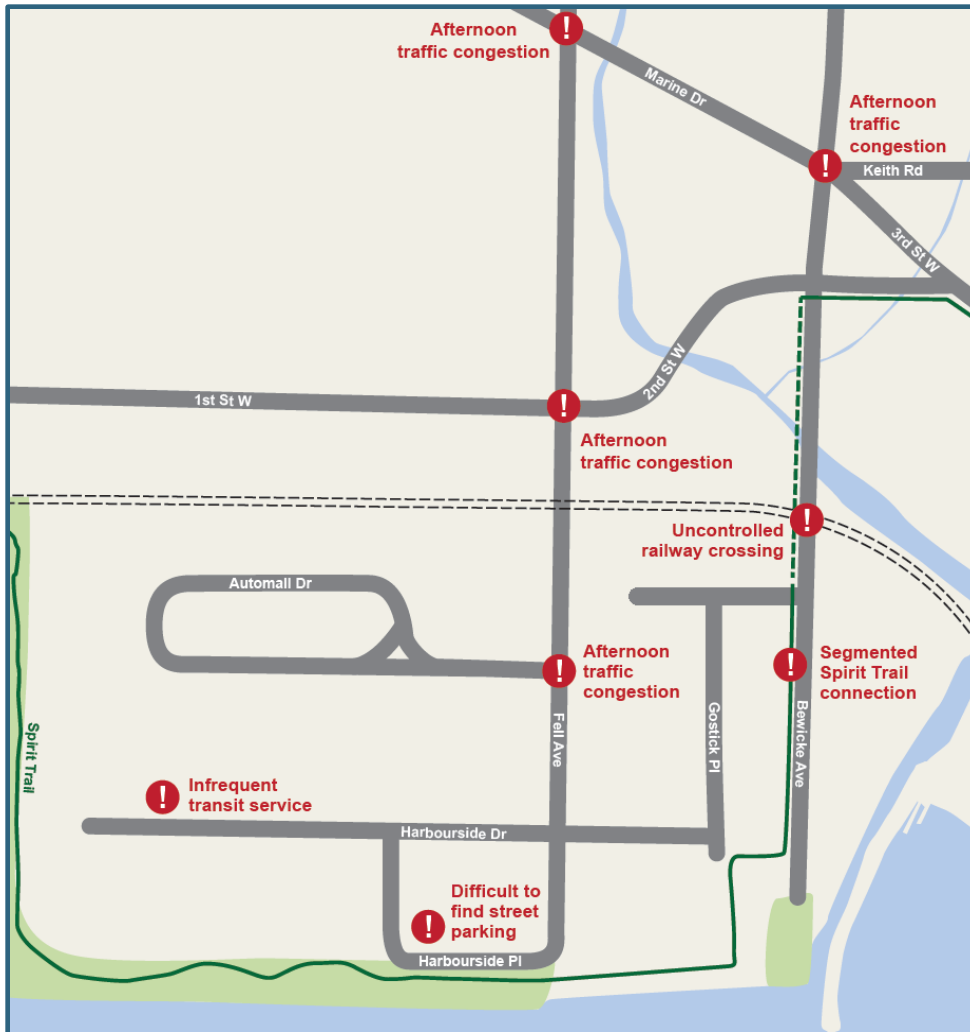 Afternoon
traffic congestion
!
Marine Dr
Afternoon
traffic
congestion
!
Keith Rd
3rd St W
2nd St W
1st St W
!
Afternoon
traffic congestion
!
Uncontrolled
railway crossing
Automall Dr
!
Afternoon
traffic
congestion
!
Segmented
Spirit Trail
connection
Fell Ave
Gostick Pl
Bewicke Ave
Spirit Trail
!
Infrequent
transit service
Harbourside Dr
!
Difficult to
find street
parking
Harbourside Pl